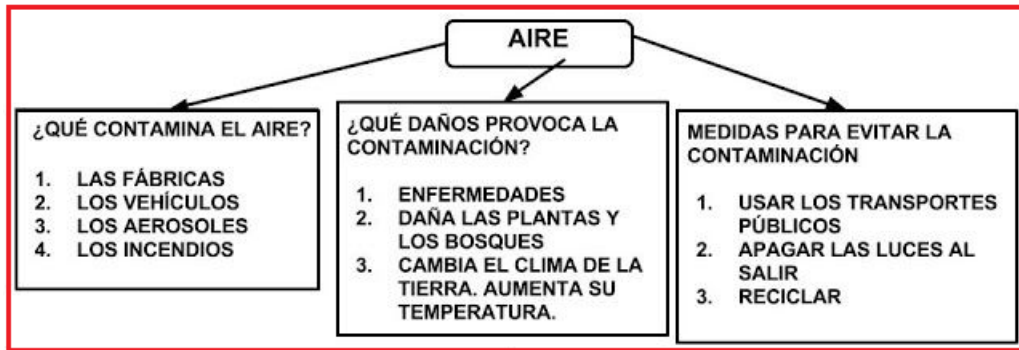 AIRE
¿QUÉ CONTAMINA EL AIRE?
1. LAS FÁBRICAS
2. LOS VEHÍCULOS
3. LOS AEROSOLES
4. LOS INCENDIOS
¿QUÉ DAÑOS PROVOCA LA
CONTAMINACIÓN?
1. ENFERMEDADES
2. DAÑA LAS PLANTAS Y
LOS BOSQUES
3. CAMBIA EL CLIMA DE LA
TIERRA. AUMENTA SU
TEMPERATURA.
MEDIDAS PARA EVITAR LA
CONTAMINACIÓN
1. USAR LOS TRANSPORTES
PÚBLICOS
2. APAGAR LAS LUCES AL
SALIR
3. RECICLAR